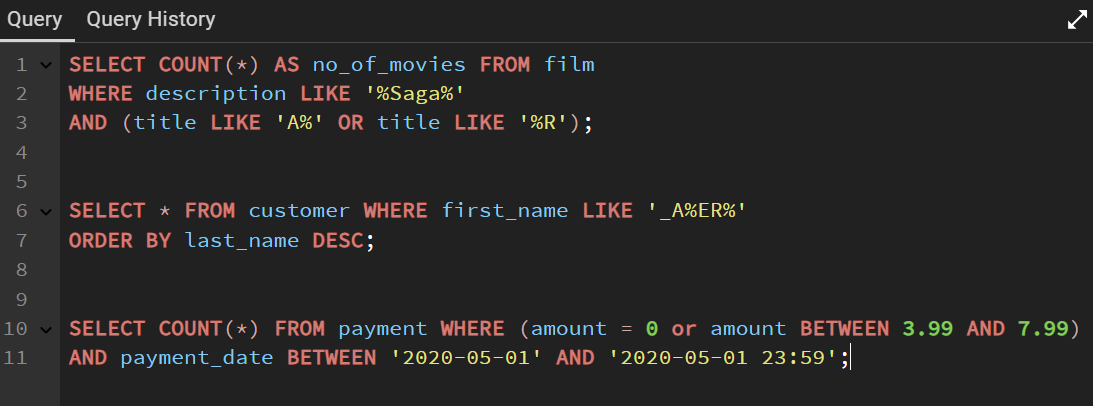 Query Query History
1 SELECT COUNT(*) AS no_of_movies FROM film
2 WHERE description LIKE '%Saga%'
3 AND (title LIKE 'A%' OR title LIKE '%R');
4
5
6 SELECT * FROM customer WHERE first_name LIKE '_A%ER%'
7 ORDER BY last_name DESC;
8
9
10 SELECT COUNT(*) FROM payment WHERE (amount = 0 or amount BETWEEN 3.99 AND 7.99)
11 AND payment_date BETWEEN '2020-05-01' AND '2020-05-01 23:59';